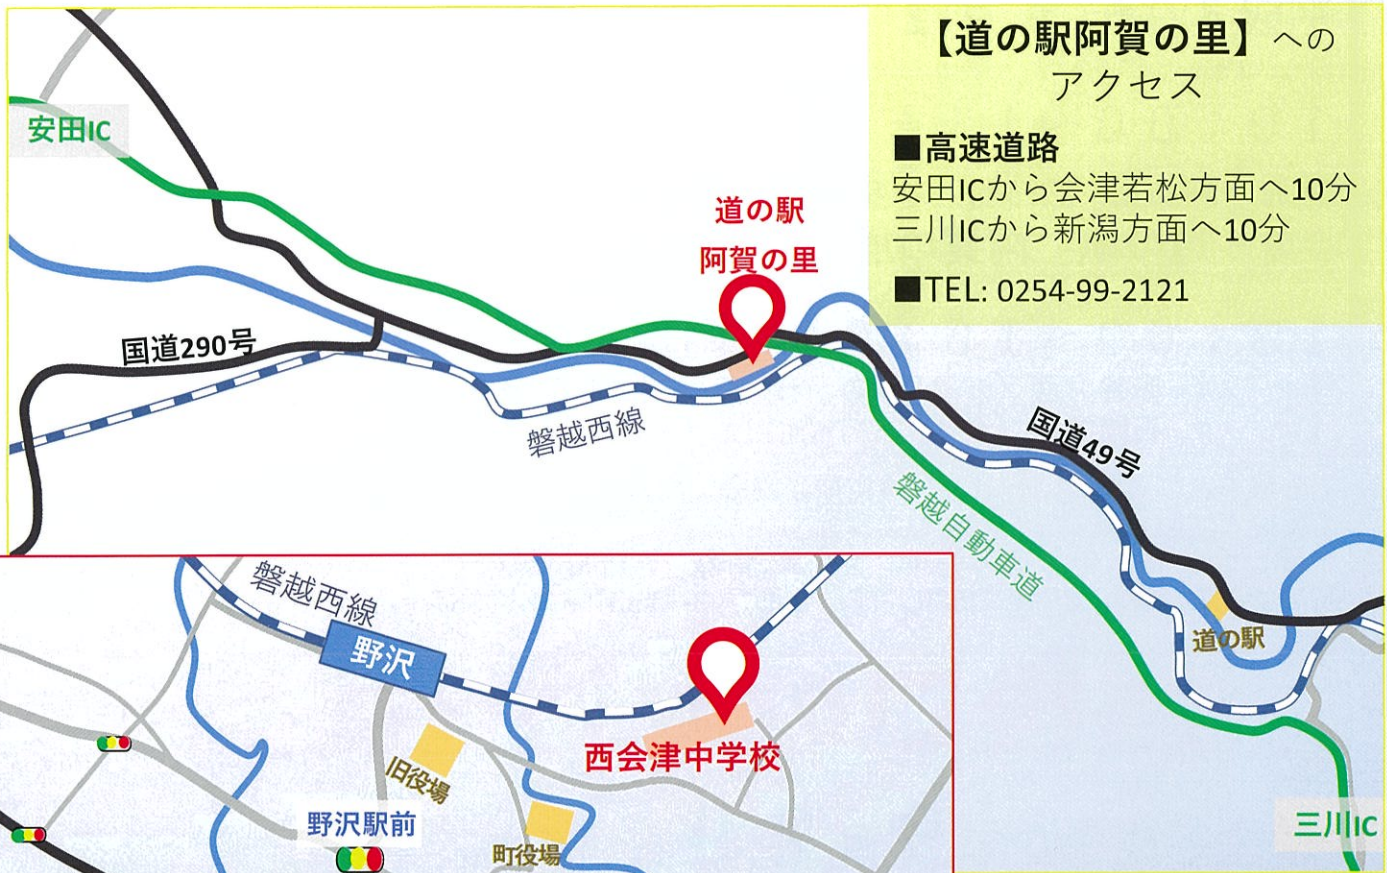 【道の駅阿賀の里】への
アクセス
■高速道路
安田ICから会津若松方面へ10分
三川ICから新潟方面へ10分
■TEL: 0254-99-2121
安田IC
道の駅
阿賀の里
国道290号
磐越西線
国道49号
磐越自動車道
道の駅
三川IC
磐越西線
野沢
西会津中学校
旧役場
野沢駅前
町役場